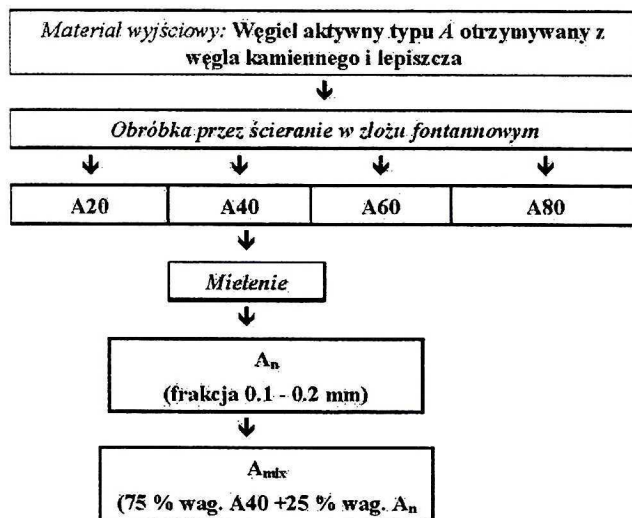 Materiał wyjściowy: Węgiel aktywny typu A otrzymywany z
węgla kamiennego i lepiszcza
Obróbka przez ścieranie w złożu fontannowym
A20 A40 A60 A80
Mielenie
An
(frakcja 0.1 - 0.2 mm)
Amix
(75 % wag. A40 +25 % wag. An